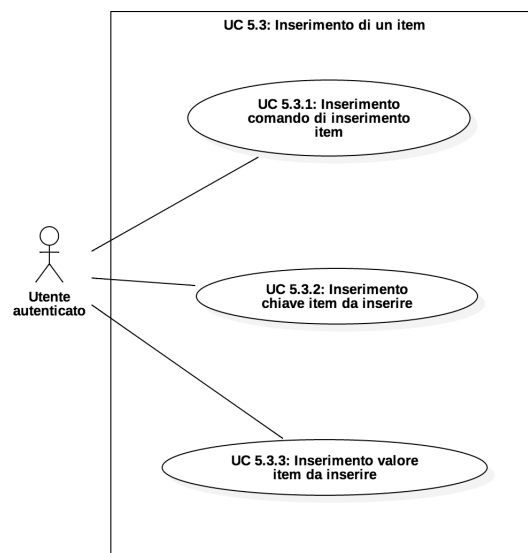 UC 5.3: Inserimento di un item
UC 5.3.1: Inserimento
comando di inserimento
item
Utente
autenticato
UC 5.3.2: Inserimento
chiave item da inserire
UC 5.3.3: Inserimento valore
item da inserire